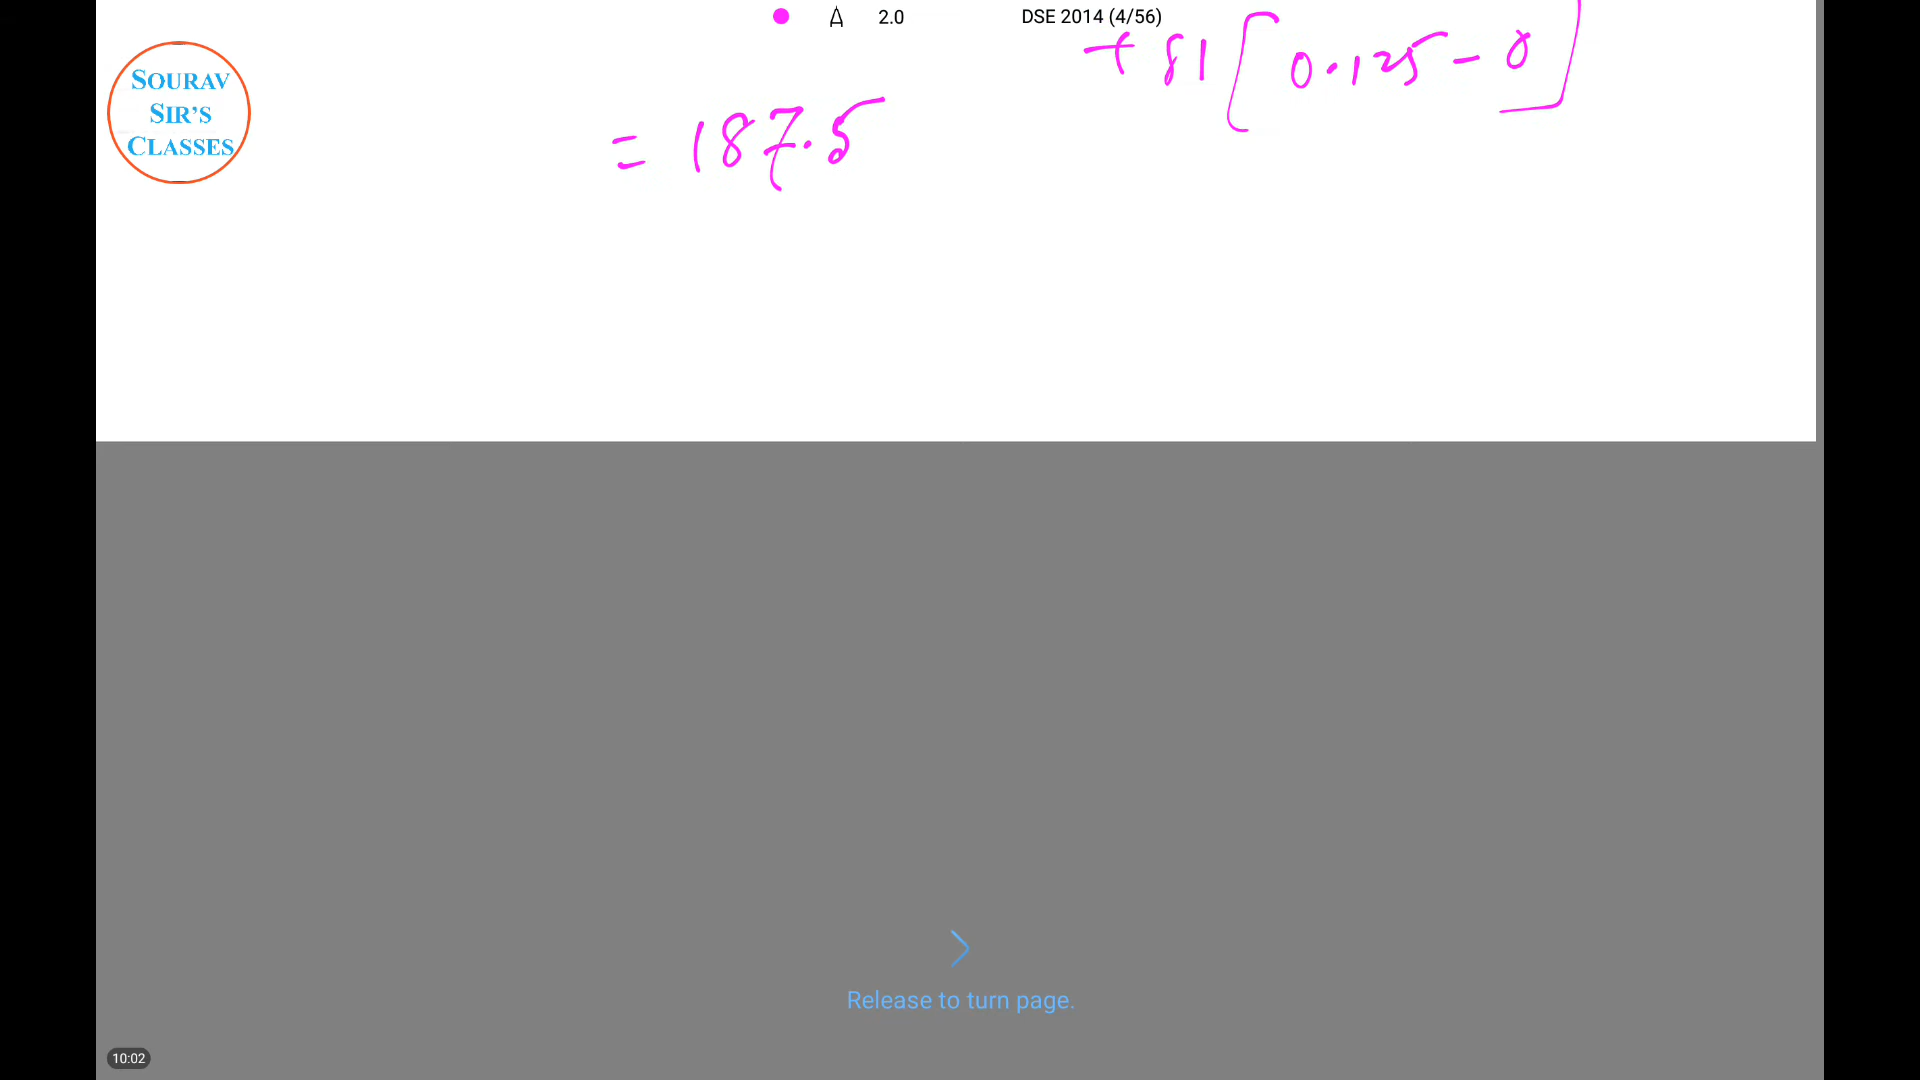 A 2.0 DSE 2014 (4/56)
+ 81 [ 0.125 - 0 ]
SOURAV
SIR'S
CLASSES
= 187.5
Release to turn page.
10:02